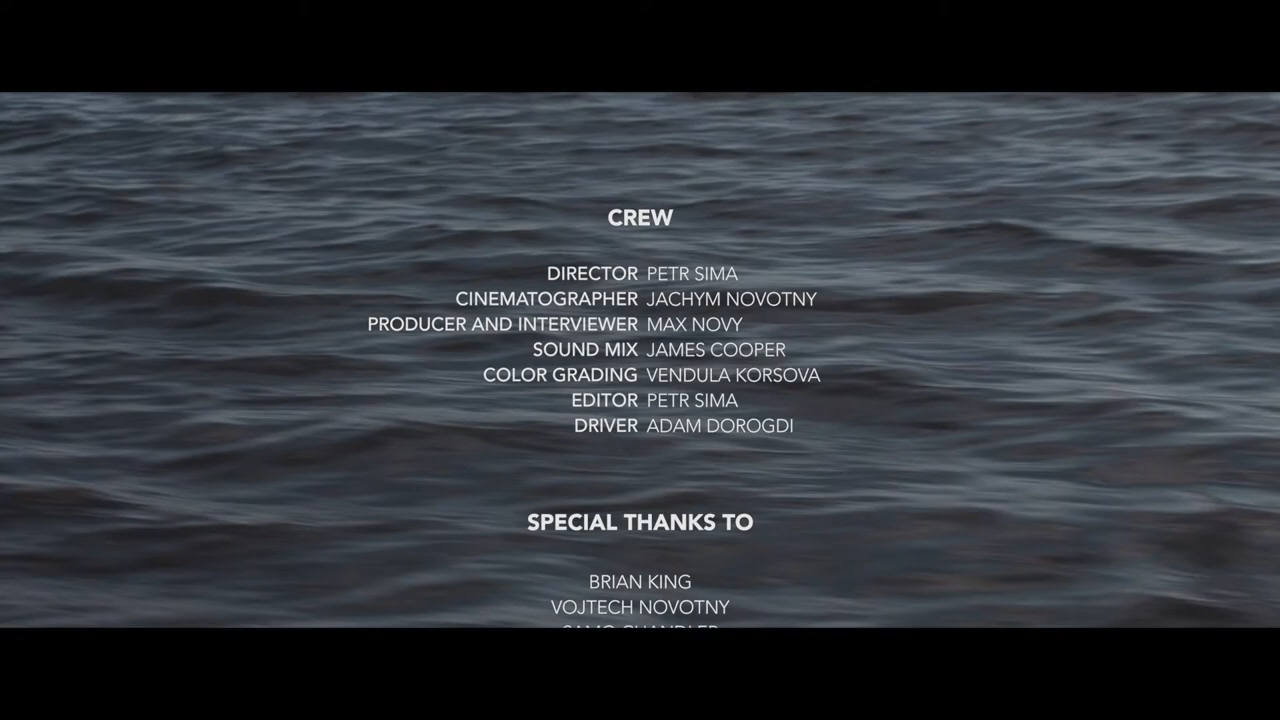 CREW
DIRECTOR PETR SIMA
CINEMATOGRAPHER JACHYM NOVOTNY
PRODUCER AND INTERVIEWER MAX NOVY
SOUND MIX JAMES COOPER
COLOR GRADING VENDULA KORSOVA
EDITOR PETR SIMA
DRIVER ADAM DOROGDI
SPECIAL THANKS TO
BRIAN KING
VOJTECH NOVOTNY